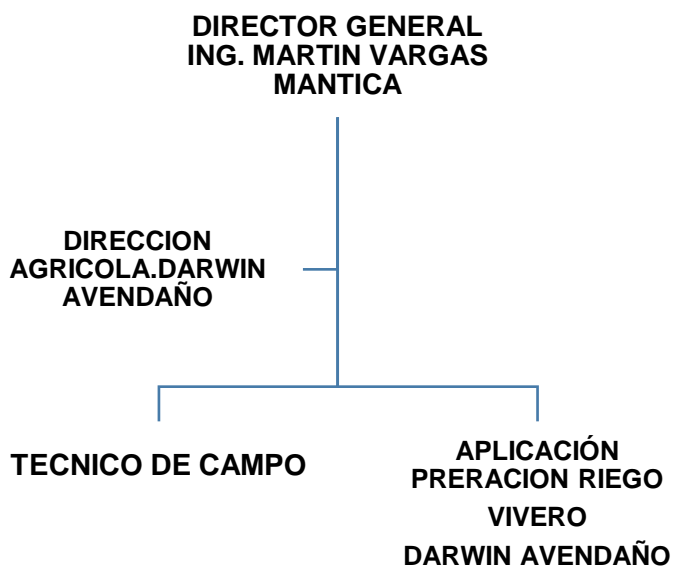 DIRECTOR GENERAL
ING. MARTIN VARGAS
MANTICA
DIRECCION
AGRICOLA.DARWIN
AVENDAÑO
TECNICO DE CAMPO
APLICACIÓN
PRERACION RIEGO
VIVERO
DARWIN AVENDAÑO